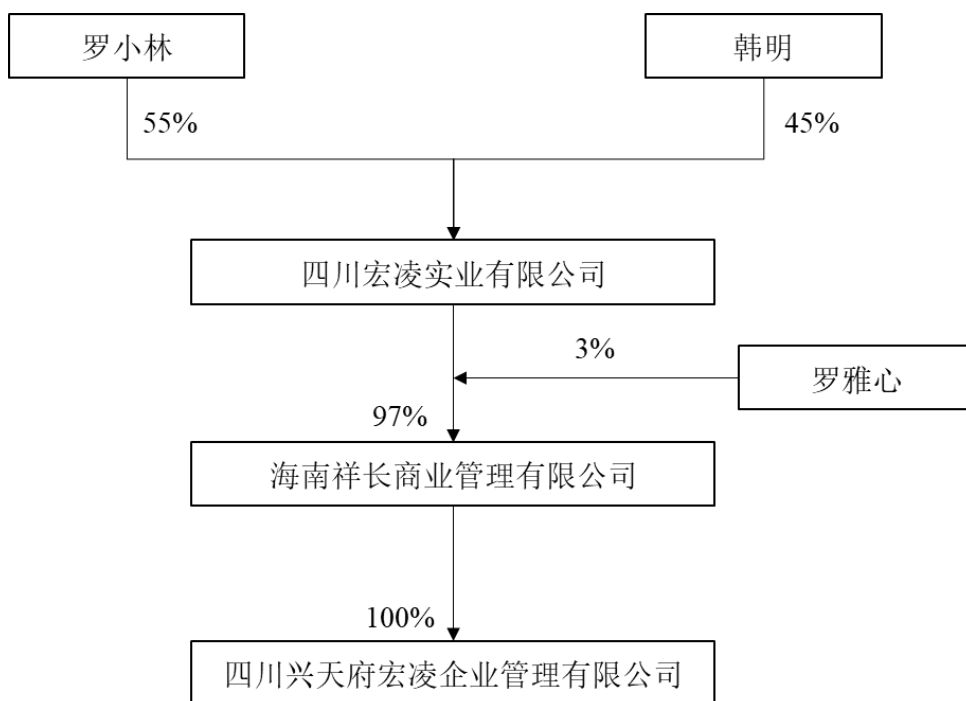 罗小林
韩明
55%
45%
四川宏凌实业有限公司
3%
罗雅心
97%
海南祥长商业管理有限公司
100%
四川兴天府宏凌企业管理有限公司